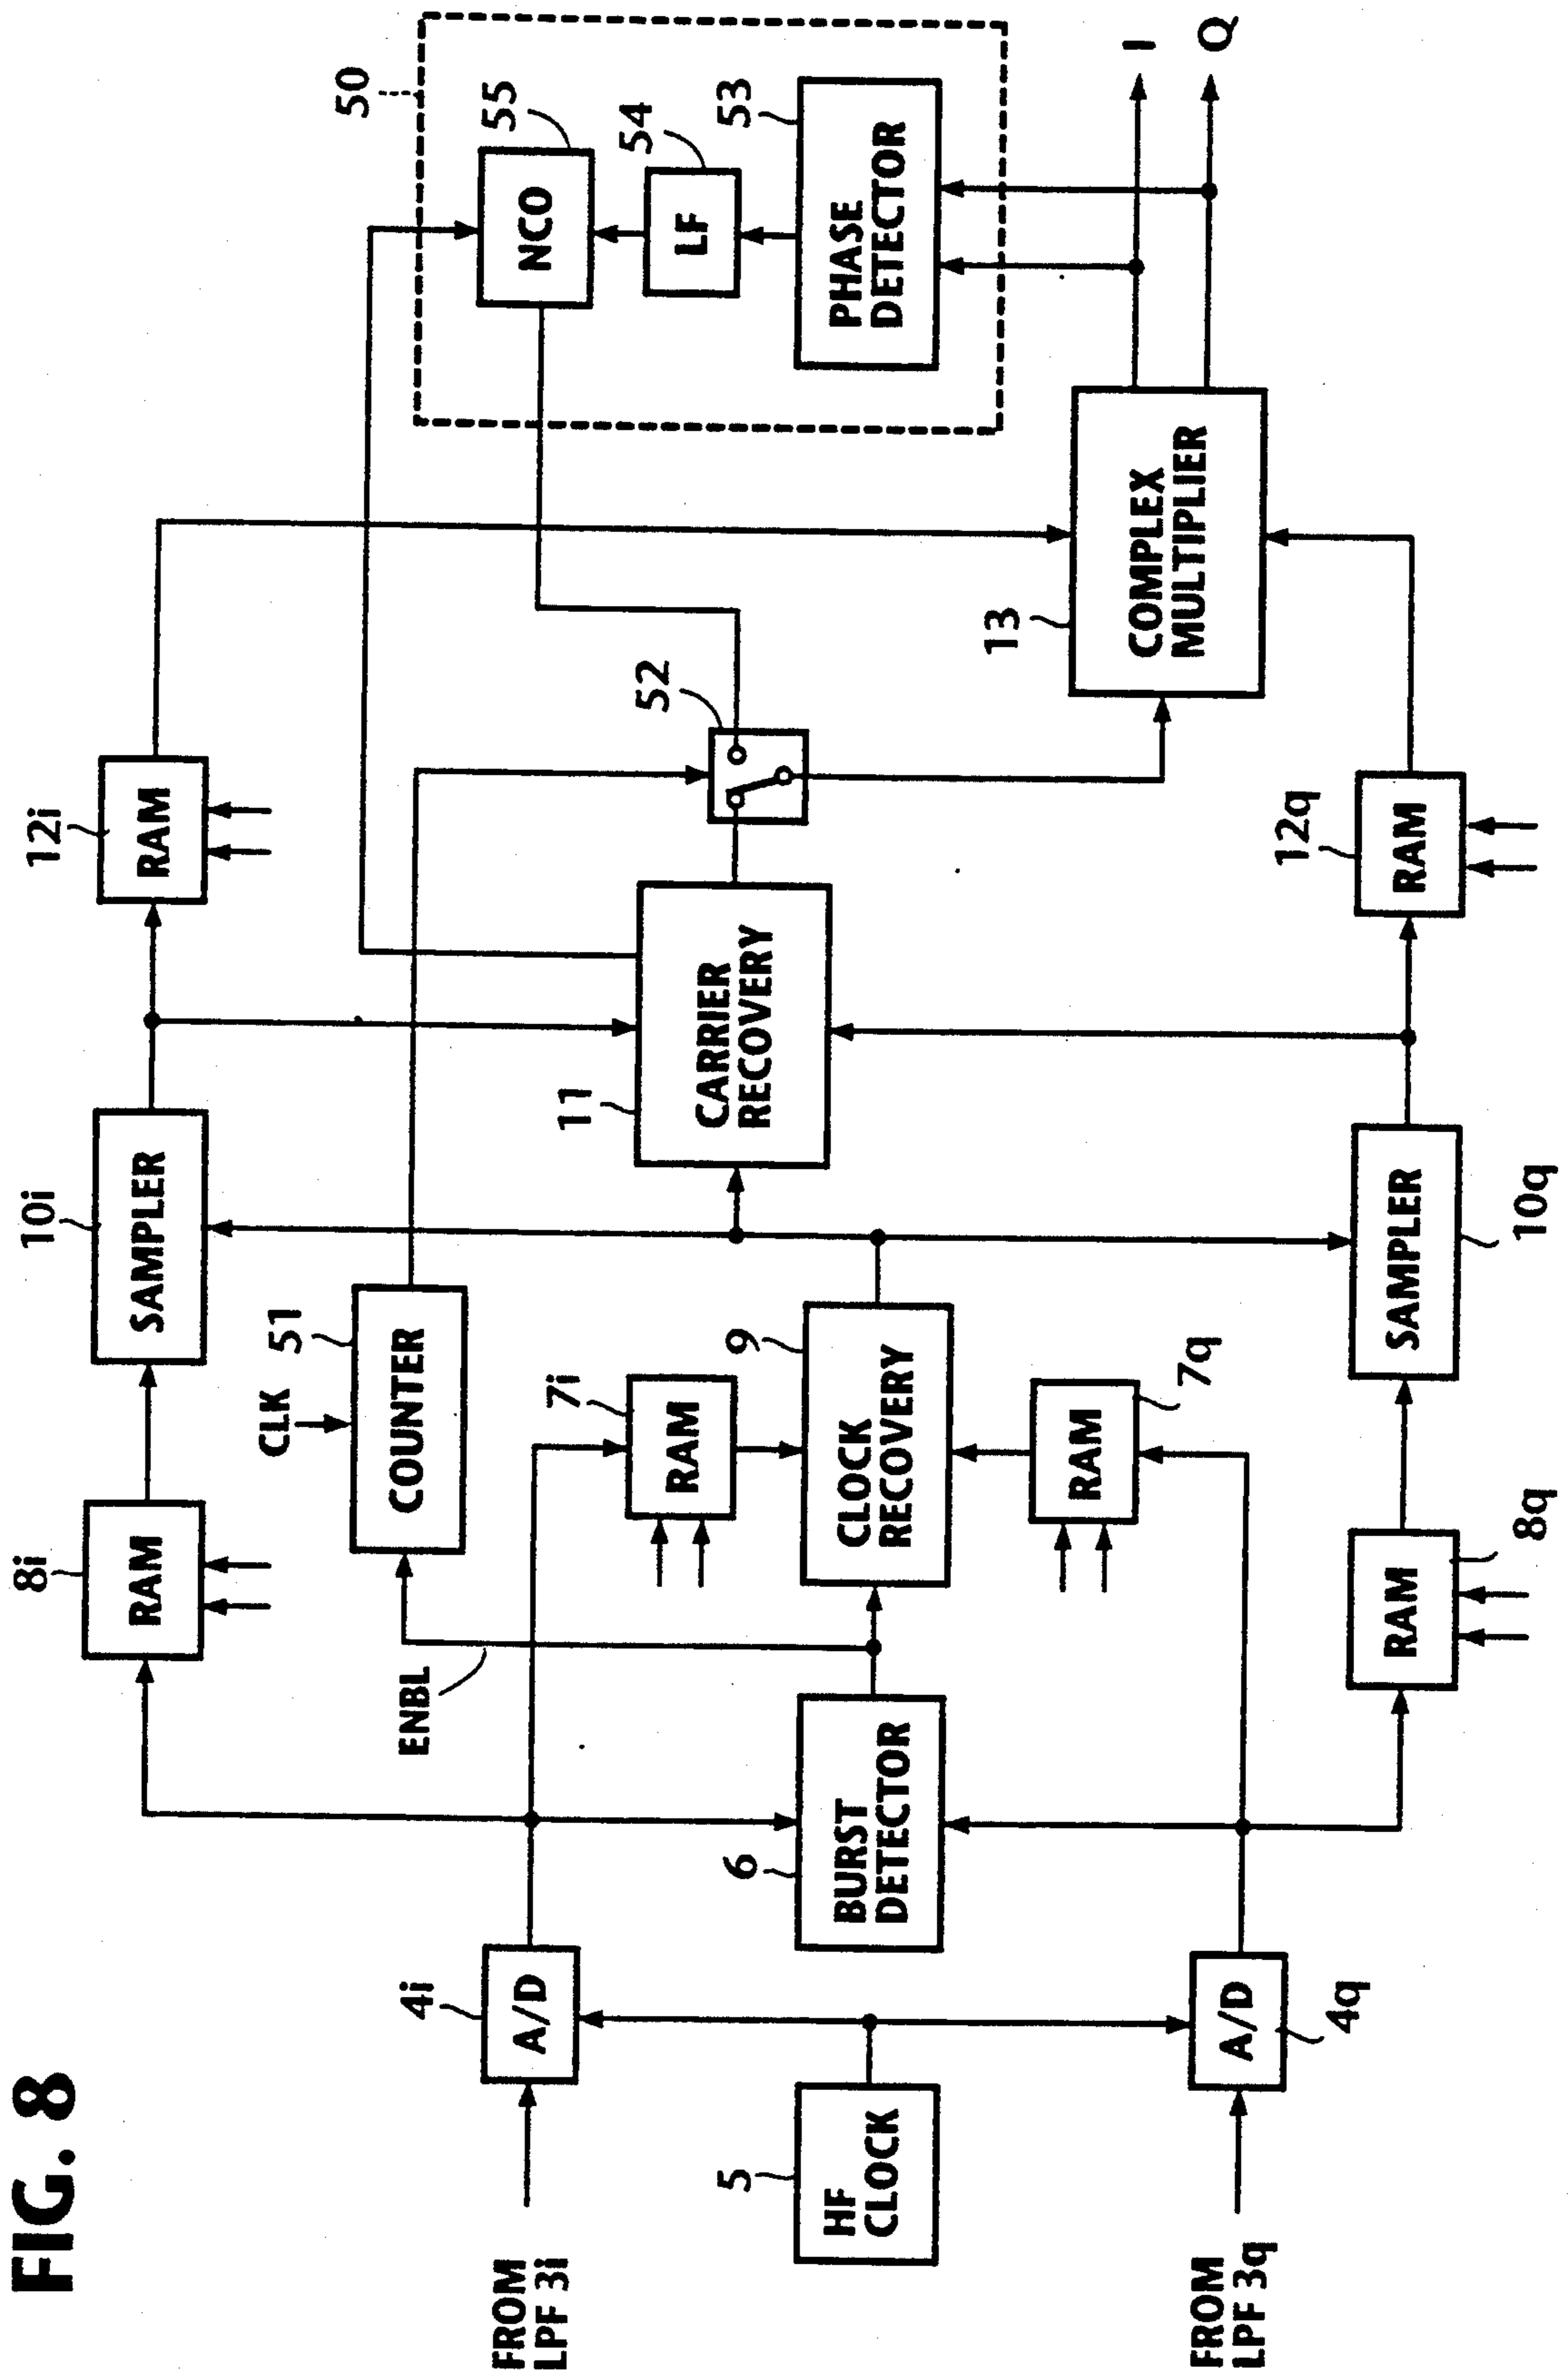 FIG. 8
8i
RAM
10i
SAMPLER
12i
RAM
CLK
51
COUNTER
50
55
NCO
54
LF
53
PHASE
DETECTOR
ENBL
FROM
LPF 3i
4i
A/D
7i
RAM
52
5
HF
CLOCK
6
BURST
DETECTOR
9
CLOCK
RECOVERY
11
CARRIER
RECOVERY
13
COMPLEX
MULTIPLIER
I
Q
RAM
7q
FROM
LPF 3q
A/D
4q
RAM
8q
SAMPLER
10q
12q
RAM